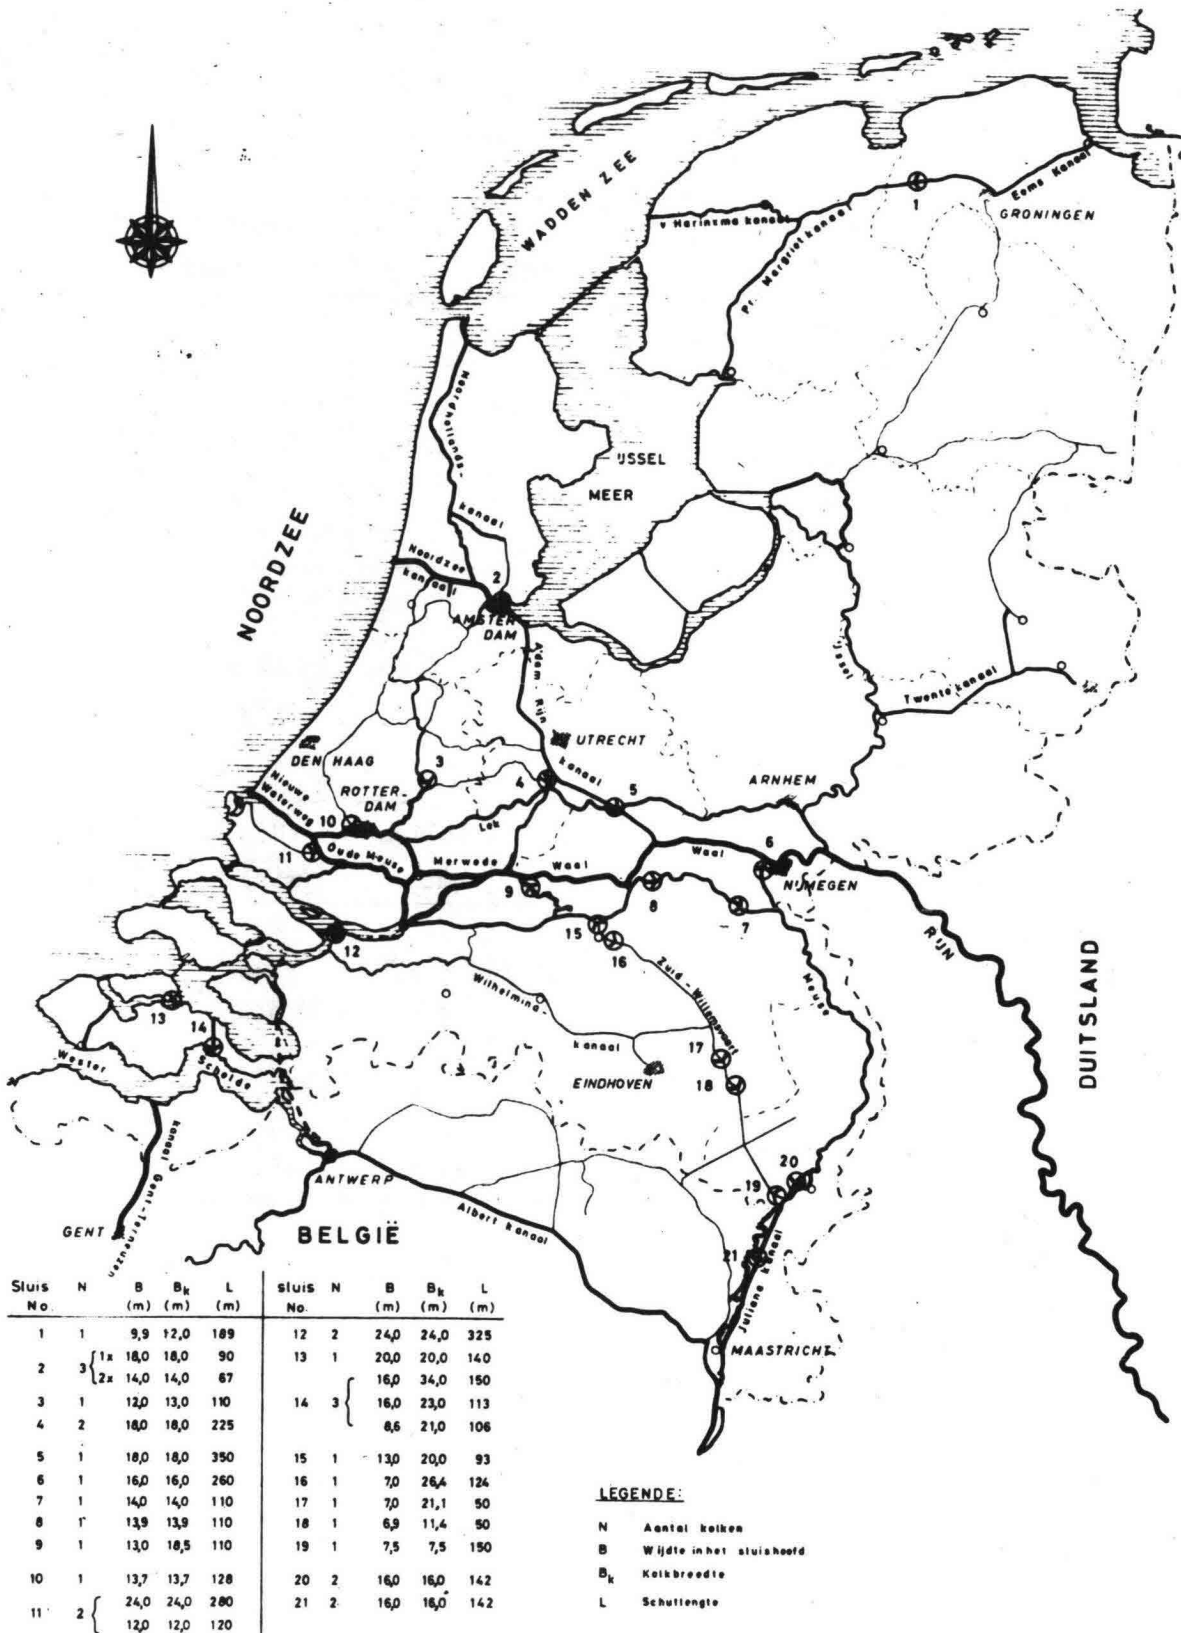 WADDEN ZEE
v Harinxma kanaal
Pr. Margriet kanaal
1
Eems Kanaal
GRONINGEN
Noordhollands-
kanaal
IJSSEL
MEER
NOORDZEE
Noordzee
kanaal
2
AMSTER
DAM
A'dam Rijn
kanaal
IJssel
Twente kanaal
UTRECHT
DEN HAAG
Nieuwe
Waterweg
ROTTER-
DAM
3
4
5
ARNHEM
10
Lek
11
Oude Maese
Merwede
Waal
Waal
6
NIJMEGEN
9
8
7
RIJN
12
15
16
Zuid-Willemsvaart
Meuse
DUITSLAND
Wilhelmina-
kanaal
13
14
Wester
Schelde
17
EINDHOVEN
18
kanaal Gent-Terneuzen
ANTWERP
GENT
BELGIË
Albert kanaal
20
19
21
Juliana kanaal
MAASTRICHT
Sluis No. N B (m) Bk (m) L (m)
1 1 9,9 12,0 189
2 3 { 1x 18,0 18,0 90
2x 14,0 14,0 67
3 1 12,0 13,0 110
4 2 18,0 18,0 225
5 1 18,0 18,0 350
6 1 16,0 16,0 260
7 1 14,0 14,0 110
8 1 13,9 13,9 110
9 1 13,0 18,5 110
10 1 13,7 13,7 128
11 2 { 24,0 24,0 280
12,0 12,0 120
sluis No. N B (m) Bk (m) L (m)
12 2 24,0 24,0 325
13 1 20,0 20,0 140
14 3 { 16,0 34,0 150
16,0 23,0 113
8,6 21,0 106
15 1 13,0 20,0 93
16 1 7,0 26,4 124
17 1 7,0 21,1 50
18 1 6,9 11,4 50
19 1 7,5 7,5 150
20 2 16,0 16,0 142
21 2 16,0 16,0 142
LEGENDE:
N Aantal kolken
B Wijdte in het sluishoofd
Bk Kolkbreedte
L Schutlengte